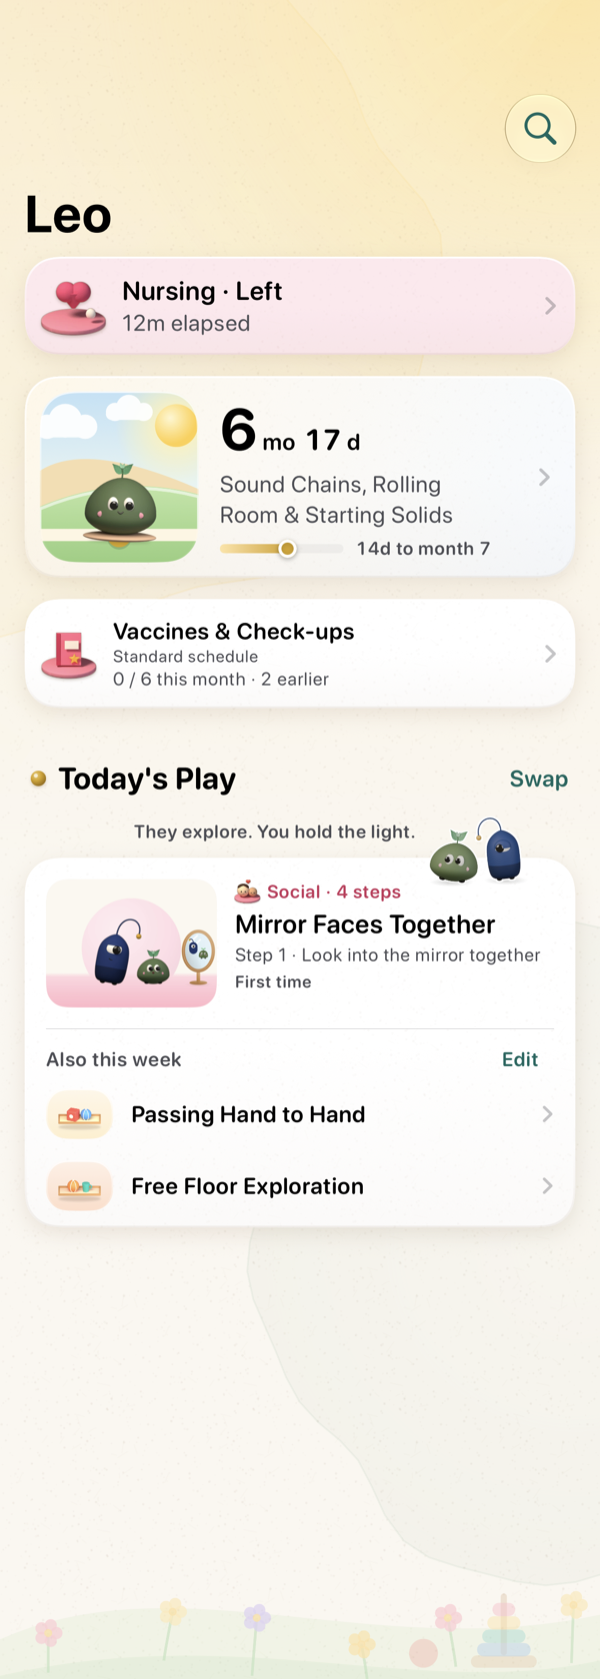 Leo
Nursing · Left
12m elapsed
6 mo 17 d
Sound Chains, Rolling
Room & Starting Solids
14d to month 7
Vaccines & Check-ups
Standard schedule
0 / 6 this month · 2 earlier
Today's Play
Swap
They explore. You hold the light.
Social · 4 steps
Mirror Faces Together
Step 1 · Look into the mirror together
First time
Also this week
Edit
Passing Hand to Hand
Free Floor Exploration